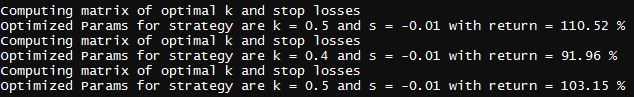 Computing matrix of optimal k and stop losses
Optimized Params for strategy are k = 0.5 and s = -0.01 with return = 110.52 %
Computing matrix of optimal k and stop losses
Optimized Params for strategy are k = 0.4 and s = -0.01 with return = 91.96 %
Computing matrix of optimal k and stop losses
Optimized Params for strategy are k = 0.5 and s = -0.01 with return = 103.15 %